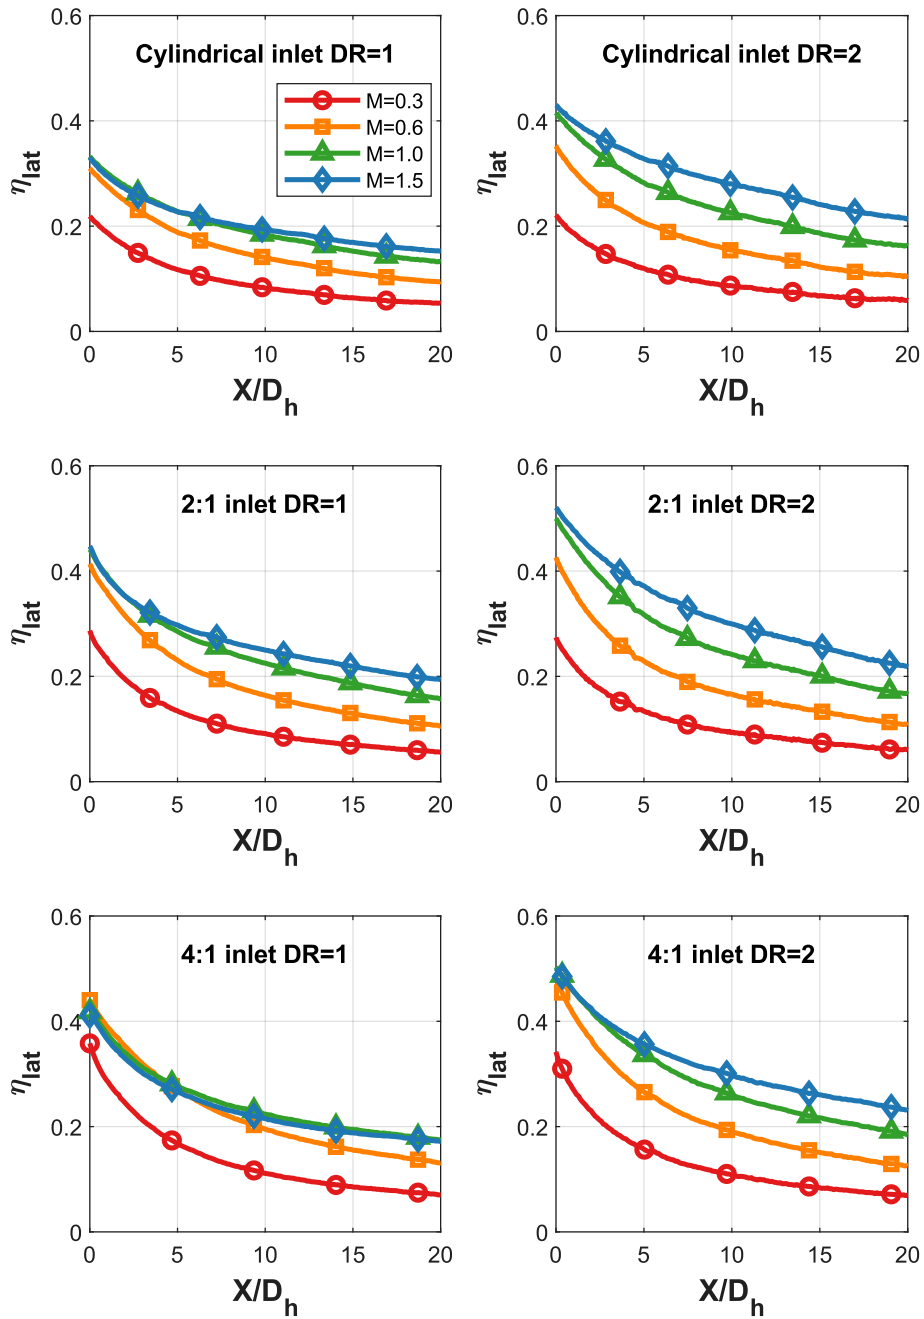 0.6
0.4
0.2
0
η_lat
Cylindrical inlet DR=1
M=0.3
M=0.6
M=1.0
M=1.5
0 5 10 15 20
X/D_h
0.6
0.4
0.2
0
η_lat
Cylindrical inlet DR=2
0 5 10 15 20
X/D_h
0.6
0.4
0.2
0
η_lat
2:1 inlet DR=1
0 5 10 15 20
X/D_h
0.6
0.4
0.2
0
η_lat
2:1 inlet DR=2
0 5 10 15 20
X/D_h
0.6
0.4
0.2
0
η_lat
4:1 inlet DR=1
0 5 10 15 20
X/D_h
0.6
0.4
0.2
0
η_lat
4:1 inlet DR=2
0 5 10 15 20
X/D_h